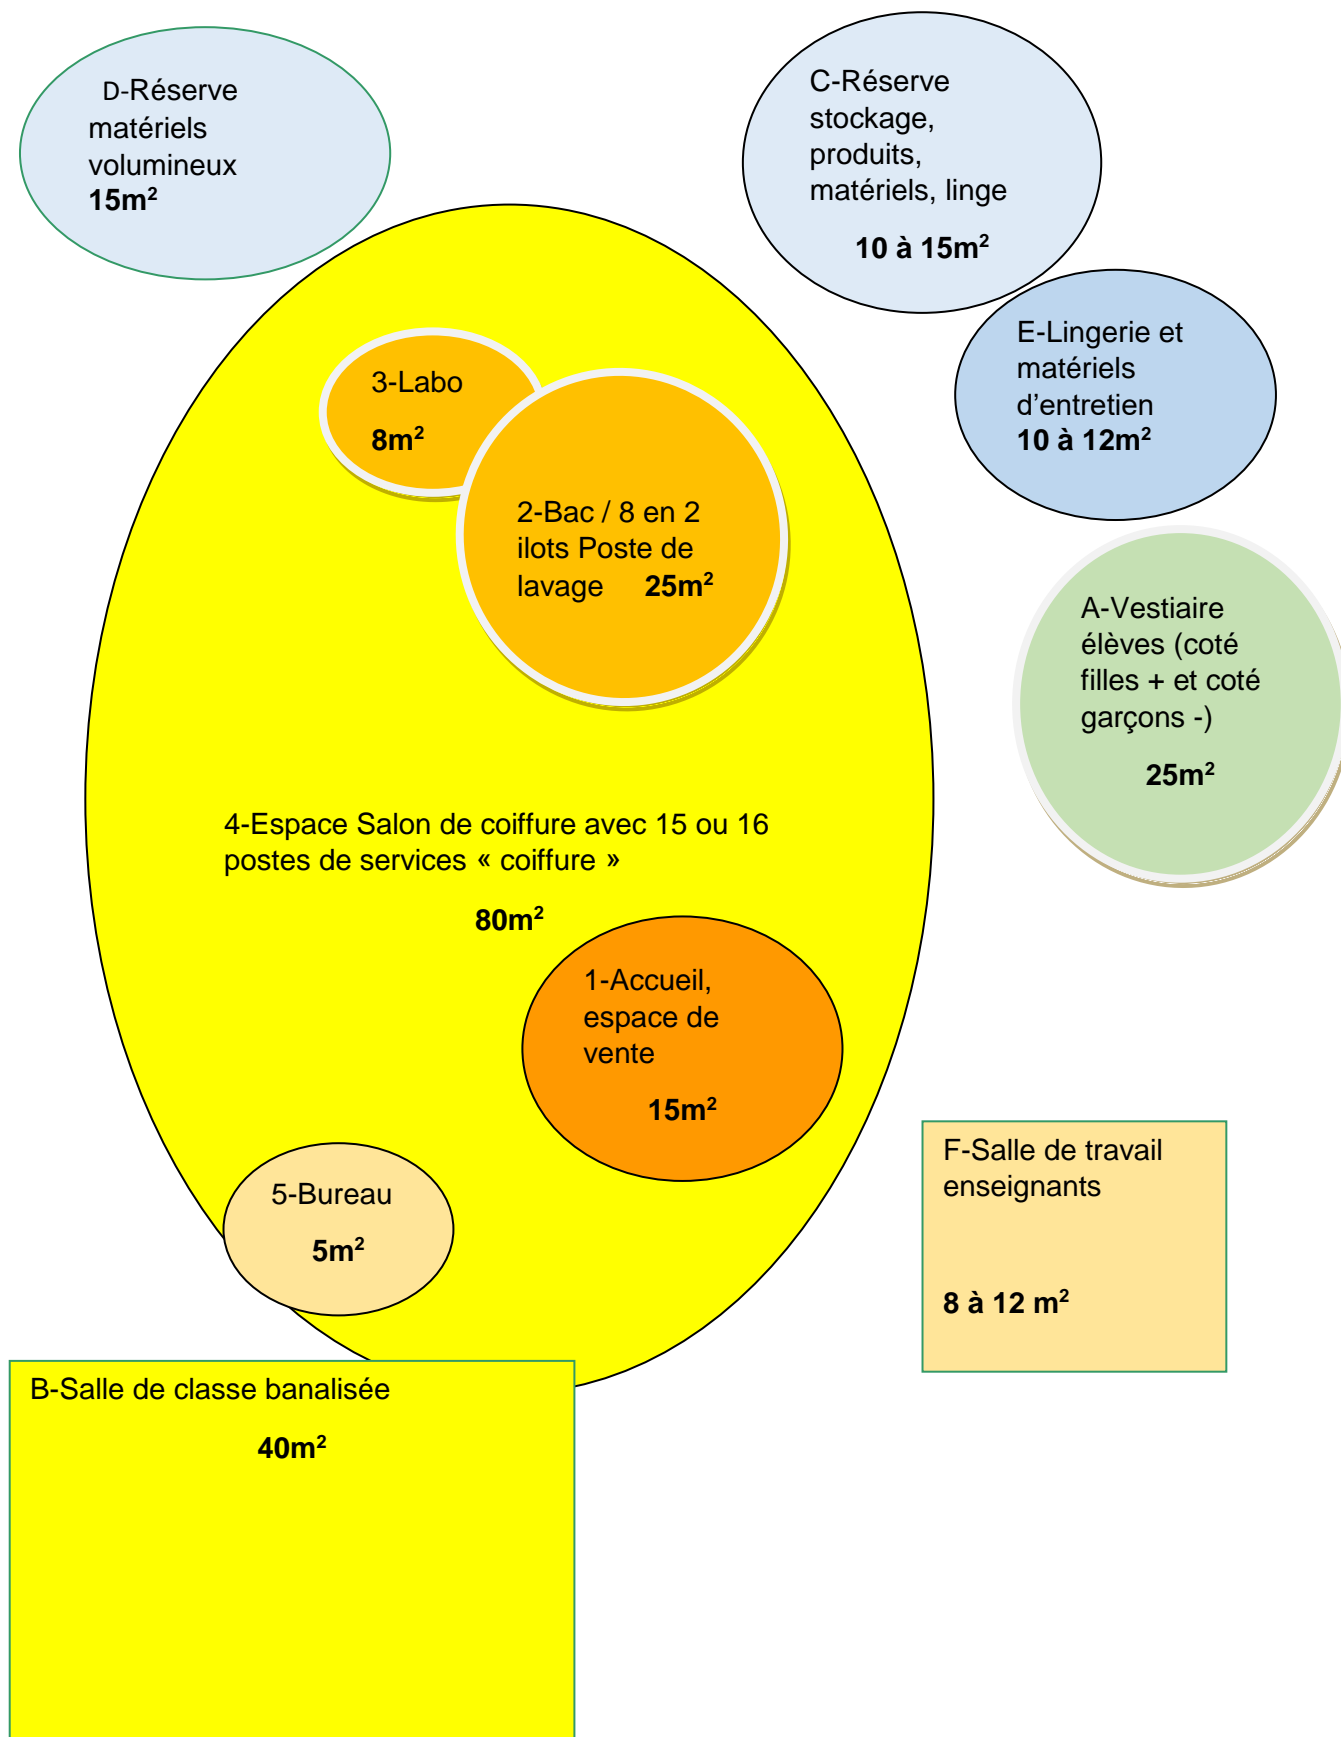 D-Réserve
matériels
volumineux
15m²
C-Réserve
stockage,
produits,
matériels, linge
10 à 15m²
E-Lingerie et
matériels
d’entretien
10 à 12m²
3-Labo
8m²
2-Bac / 8 en 2
ilots Poste de
lavage 25m²
A-Vestiaire
élèves (coté
filles + et coté
garçons -)
25m²
4-Espace Salon de coiffure avec 15 ou 16
postes de services « coiffure »
80m²
1-Accueil,
espace de
vente
15m²
5-Bureau
5m²
F-Salle de travail
enseignants
8 à 12 m²
B-Salle de classe banalisée
40m²